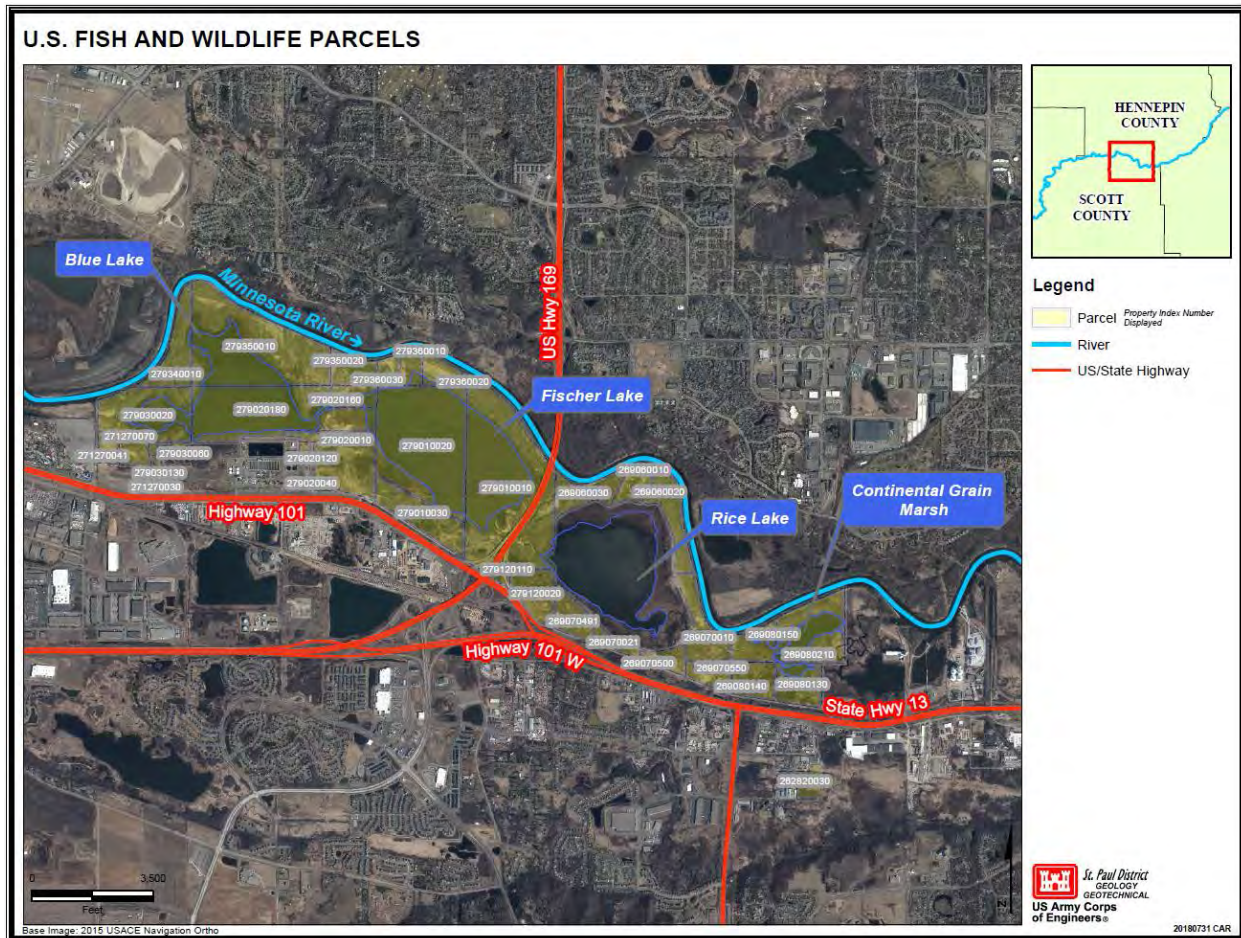 U.S. FISH AND WILDLIFE PARCELS
HENNEPIN
COUNTY
SCOTT
COUNTY
Legend
Parcel Property Index Number
Displayed
River
US/State Highway
Blue Lake
Minnesota River
US Hwy 169
279350010
279350020
279360010
279340010
279360030
279360020
279020160
Fischer Lake
279030020
279020180
271270070
279020010
279010020
271270041
279030060
279020120
269060010
279030130
279020040
279010010
269060030
269060020
Continental Grain
Marsh
271270030
Highway 101
279010030
Rice Lake
279120110
279120020
269070491
269070021
269070010
269080150
Highway 101 W
269070500
269070550
269080210
269080140
269080130
State Hwy 13
262820030
0
3,500
Feet
N
St. Paul District
GEOLOGY
GEOTECHNICAL
US Army Corps
of Engineers®
Base Image: 2015 USACE Navigation Ortho
20180731 CAR